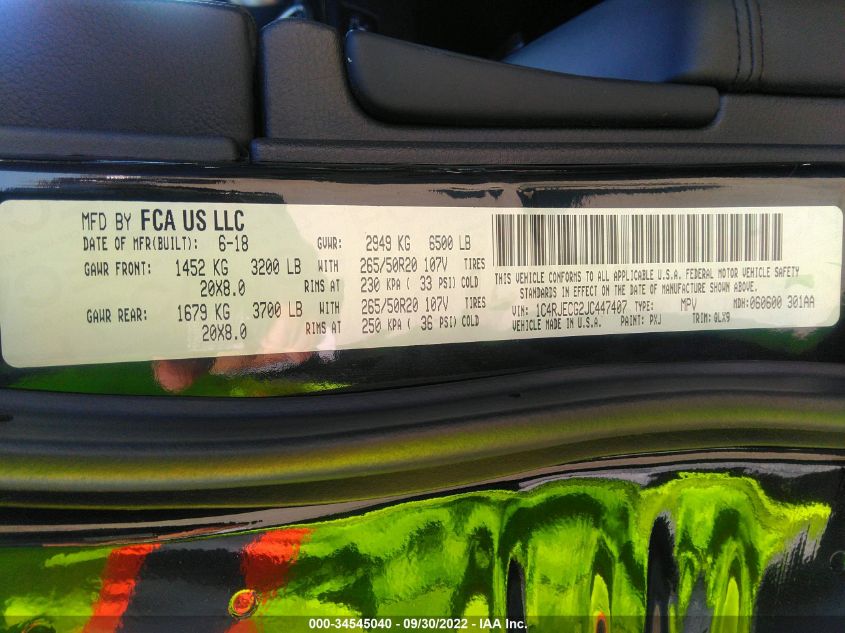 MFD BY FCA US LLC
DATE OF MFR(BUILT): 6-18 GVWR: 2949 KG 6500 LB
GAWR FRONT: 1452 KG 3200 LB WITH 265/50R20 107V TIRES
20X8.0 RIMS AT 230 KPA ( 33 PSI) COLD
GAWR REAR: 1679 KG 3700 LB WITH 265/50R20 107V TIRES
20X8.0 RIMS AT 250 KPA ( 36 PSI) COLD
THIS VEHICLE CONFORMS TO ALL APPLICABLE U.S.A. FEDERAL MOTOR VEHICLE SAFETY
STANDARDS IN EFFECT ON THE DATE OF MANUFACTURE SHOWN ABOVE.
VIN: 1C4RJECG2JC447407 TYPE: MPV MDH: 060600 301AA
VEHICLE MADE IN U.S.A. PAINT: PXJ TRIM: QLX9
000-34545040 - 09/30/2022 - IAA Inc.